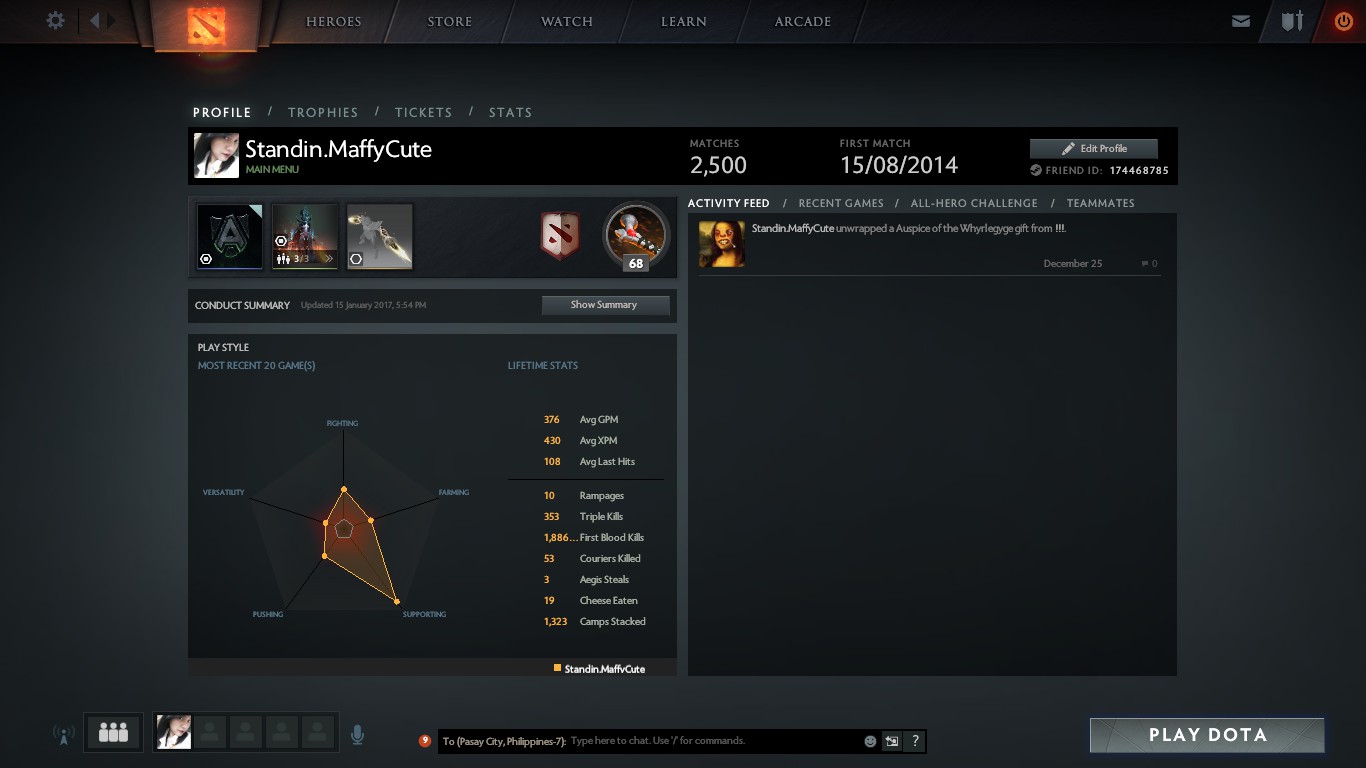 HEROES STORE WATCH LEARN ARCADE
PROFILE / TROPHIES / TICKETS / STATS
Standin.MaffyCute
MAIN MENU
MATCHES
2,500
FIRST MATCH
15/08/2014
Edit Profile
FRIEND ID: 174468785
3/3
68
CONDUCT SUMMARY Updated 15 January 2017, 5:54 PM Show Summary
PLAY STYLE
MOST RECENT 20 GAME(S)
FIGHTING
VERSATILITY
FARMING
PUSHING
SUPPORTING
LIFETIME STATS
376 Avg GPM
430 Avg XPM
108 Avg Last Hits
10 Rampages
353 Triple Kills
1,886... First Blood Kills
53 Couriers Killed
3 Aegis Steals
19 Cheese Eaten
1,323 Camps Stacked
Standin.MaffyCute
ACTIVITY FEED / RECENT GAMES / ALL-HERO CHALLENGE / TEAMMATES
Standin.MaffyCute unwrapped a Auspice of the Whyrlegyge gift from !!!.
December 25 0
9 To (Pasay City, Philippines-7): Type here to chat. Use '/' for commands. ?
PLAY DOTA